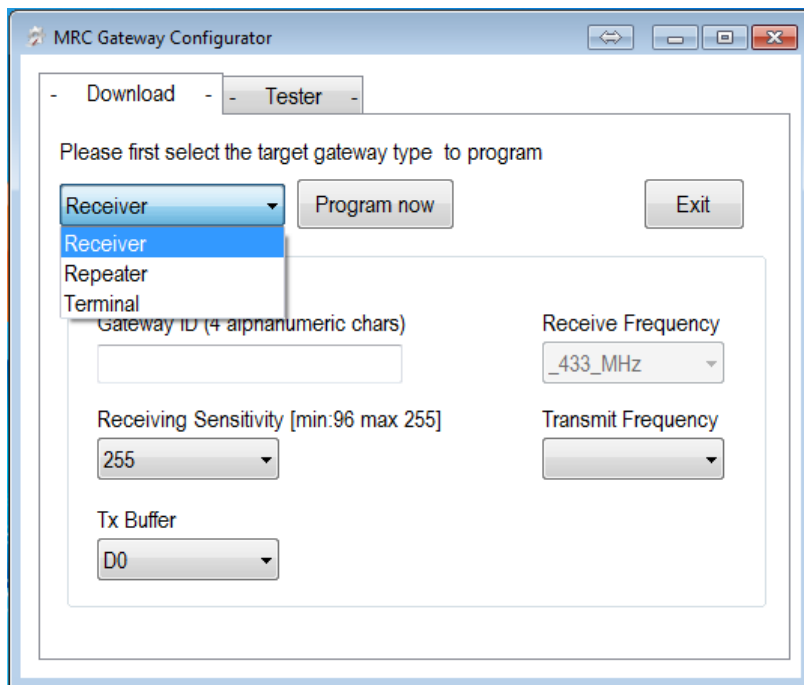 MRC Gateway Configurator
- Download - - Tester -
Please first select the target gateway type to program
Receiver Program now Exit
Receiver
Repeater
Terminal
Gateway ID (4 alphanumeric chars) Receive Frequency
_433_MHz
Receiving Sensitivity [min:96 max 255] Transmit Frequency
255
Tx Buffer
D0